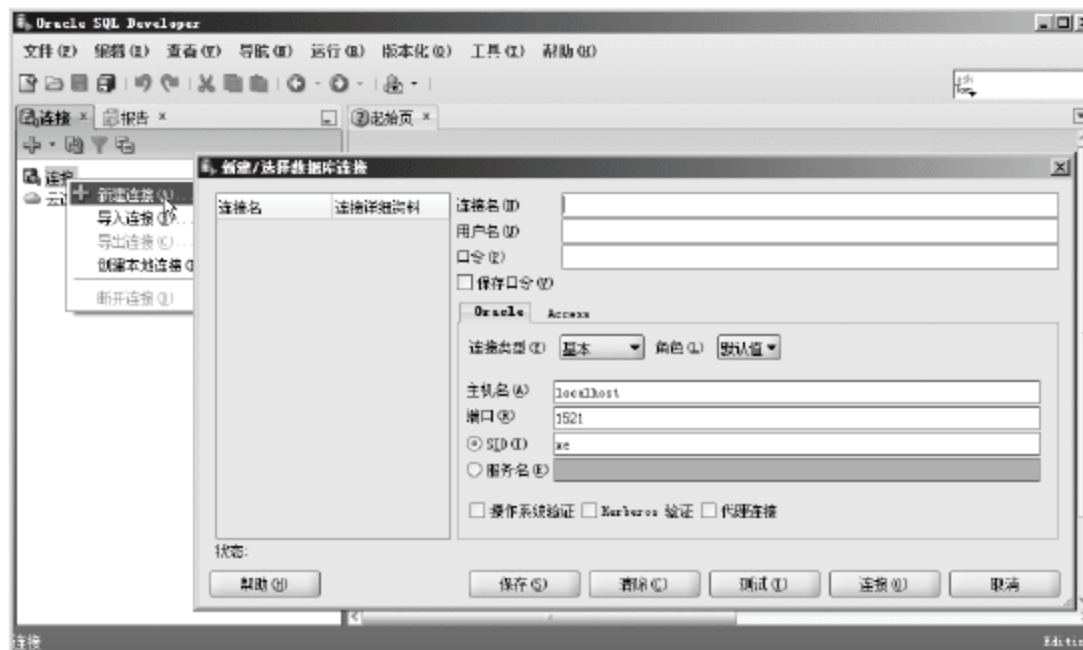 Oracle SQL Developer
文件(F) 编辑(E) 查看(V) 导航(N) 运行(R) 版本化(O) 工具(T) 帮助(H)
连接 × 报告 × 起始页 ×
连接
新建连接(A)...
导入连接(I)...
导出连接(C)...
创建本地连接
断开连接(D)
新建/选择数据库连接
连接名 连接详细资料
连接名(N)
用户名(U)
口令(P)
保存口令(V)
Oracle Access
连接类型(Y) 基本 角色(L) 默认值
主机名(A) localhost
端口(R) 1521
SID(I) xe
服务名(E)
操作系统验证 Kerberos 验证 代理连接
状态:
帮助(H) 保存(S) 清除(C) 测试(T) 连接(O) 取消
连接